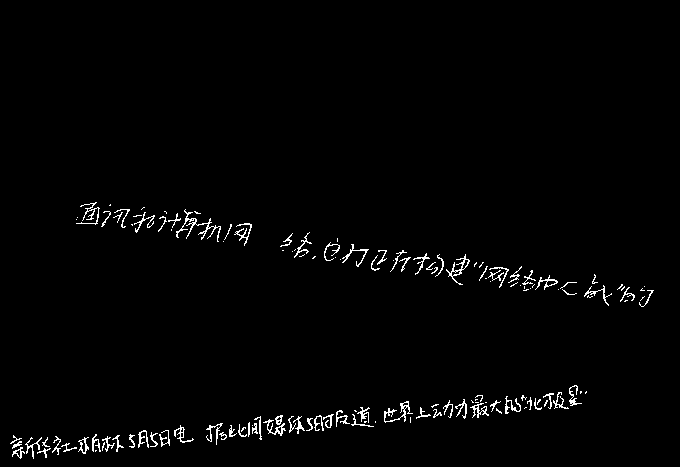 通讯和计算机网 络,它们正在构建"网络中心战"的
新华社柏林5月5日电 据此间媒体5日报道,世界上动力最大的"北极星"